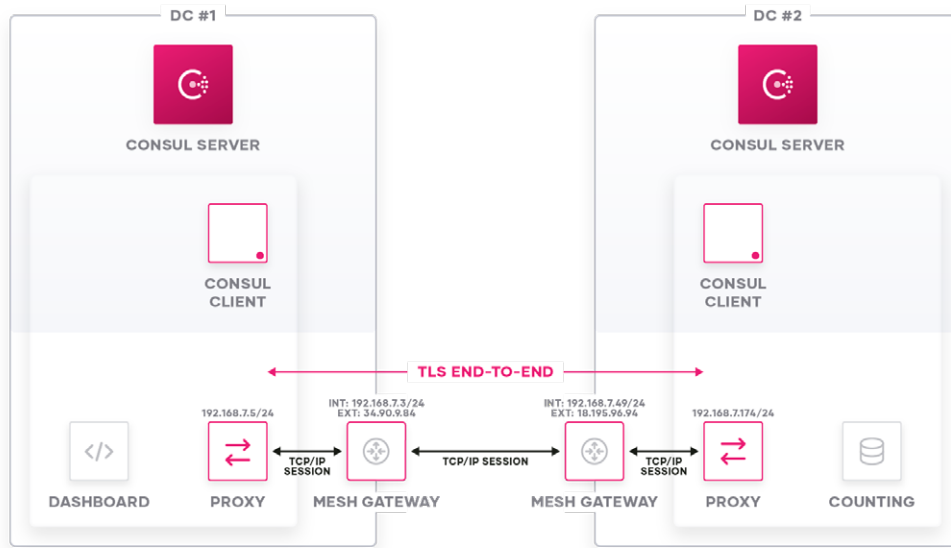 DC #1
DC #2
CONSUL SERVER
CONSUL SERVER
CONSUL
CLIENT
CONSUL
CLIENT
TLS END-TO-END
192.168.7.5/24
INT: 192.168.7.3/24
EXT: 34.90.9.84
INT: 192.168.7.49/24
EXT: 18.195.96.94
192.168.7.174/24
TCP/IP
SESSION
TCP/IP SESSION
TCP/IP
SESSION
DASHBOARD
PROXY
MESH GATEWAY
MESH GATEWAY
PROXY
COUNTING